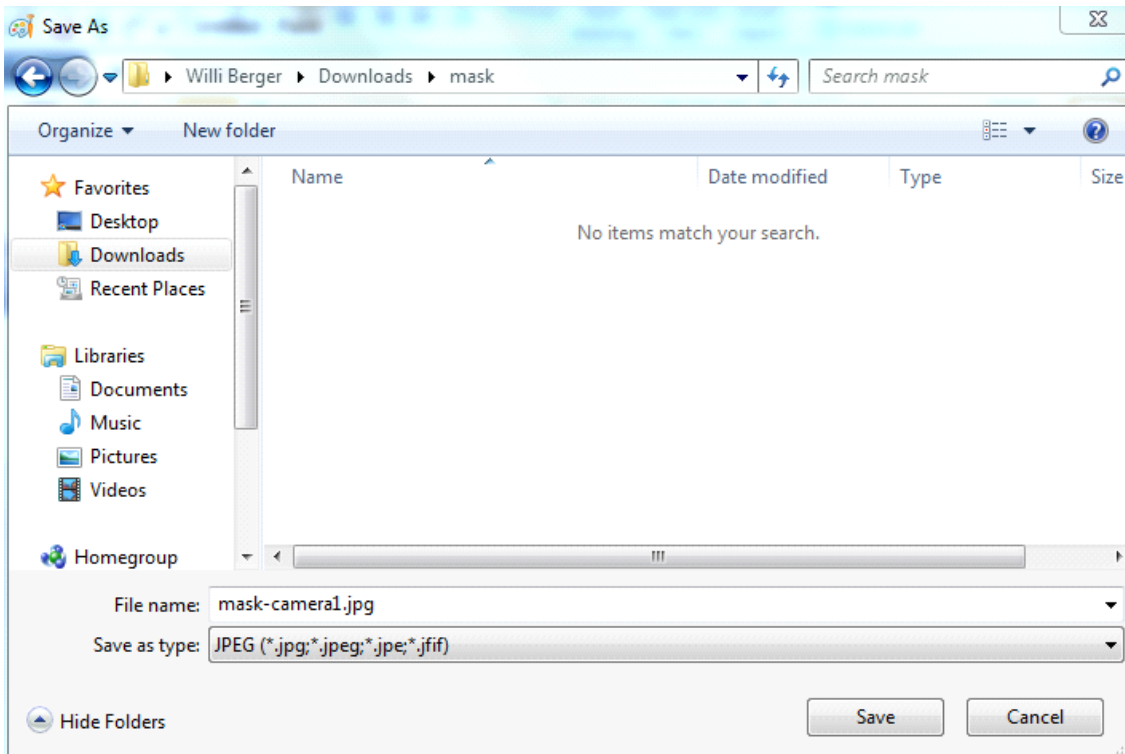 Save As
Willi Berger Downloads mask
Search mask
Organize New folder
Name Date modified Type Size
No items match your search.
Favorites
Desktop
Downloads
Recent Places
Libraries
Documents
Music
Pictures
Videos
Homegroup
File name: mask-camera1.jpg
Save as type: JPEG (*.jpg;*.jpeg;*.jpe;*.jfif)
Hide Folders Save Cancel